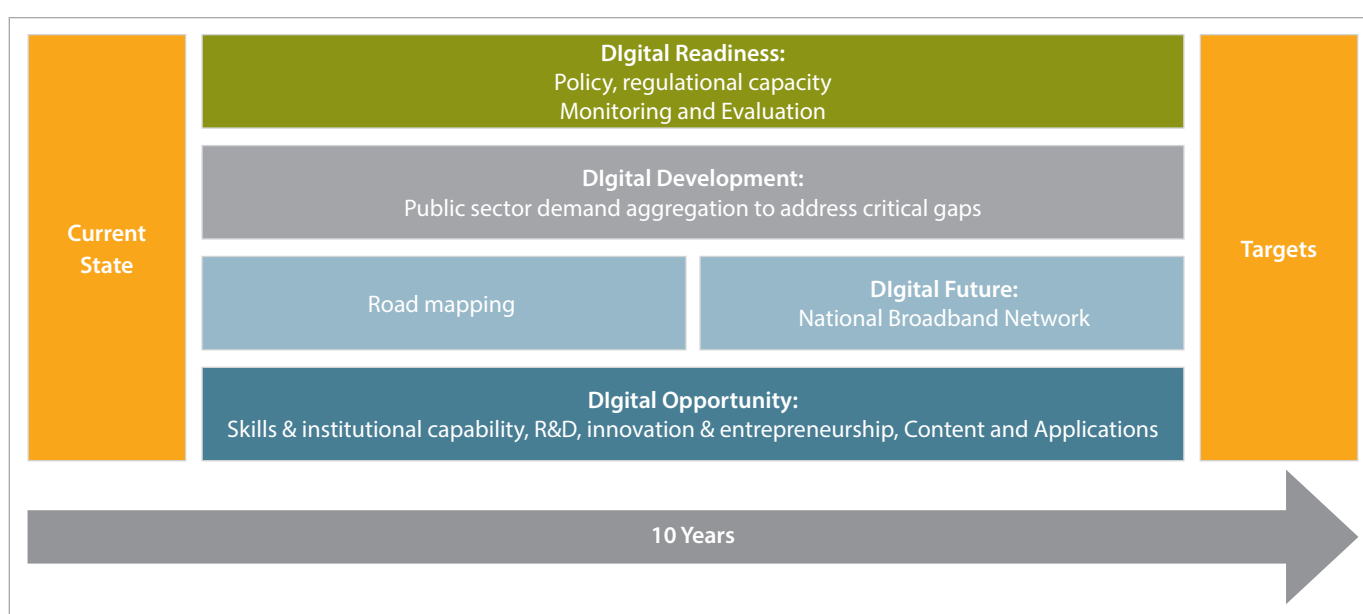 Current
State
DIgital Readiness:
Policy, regulational capacity
Monitoring and Evaluation
DIgital Development:
Public sector demand aggregation to address critical gaps
Road mapping
DIgital Future:
National Broadband Network
DIgital Opportunity:
Skills & institutional capability, R&D, innovation & entrepreneurship, Content and Applications
Targets
10 Years